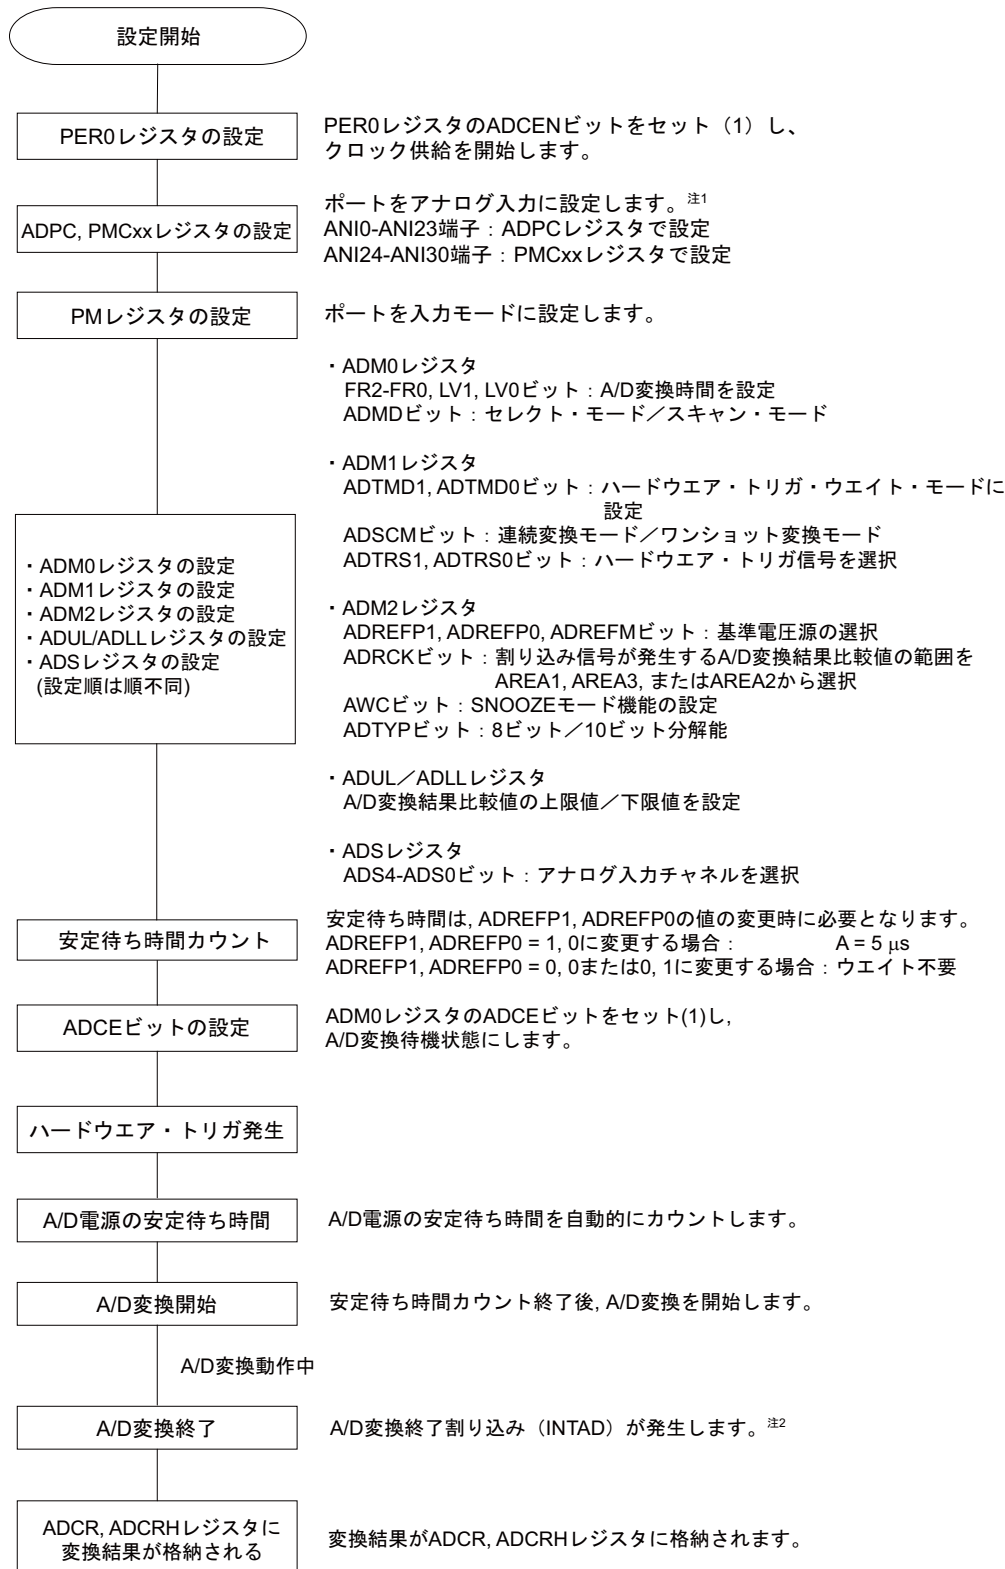 設定開始
PER0レジスタの設定
PER0レジスタのADCENビットをセット（1）し、
クロック供給を開始します。
ADPC, PMCxxレジスタの設定
ポートをアナログ入力に設定します。注1
ANI0-ANI23端子：ADPCレジスタで設定
ANI24-ANI30端子：PMCxxレジスタで設定
PMレジスタの設定
ポートを入力モードに設定します。
・ADM0レジスタの設定
・ADM1レジスタの設定
・ADM2レジスタの設定
・ADUL/ADLLレジスタの設定
・ADSレジスタの設定
(設定順は順不同)
・ADM0レジスタ
FR2-FR0, LV1, LV0ビット：A/D変換時間を設定
ADMDビット：セレクト・モード／スキャン・モード
・ADM1レジスタ
ADTMD1, ADTMD0ビット：ハードウエア・トリガ・ウエイト・モードに
設定
ADSCMビット：連続変換モード／ワンショット変換モード
ADTRS1, ADTRS0ビット：ハードウエア・トリガ信号を選択
・ADM2レジスタ
ADREFP1, ADREFP0, ADREFMビット：基準電圧源の選択
ADRCKビット：割り込み信号が発生するA/D変換結果比較値の範囲を
AREA1, AREA3, またはAREA2から選択
AWCビット：SNOOZEモード機能の設定
ADTYPビット：8ビット／10ビット分解能
・ADUL／ADLLレジスタ
A/D変換結果比較値の上限値／下限値を設定
・ADSレジスタ
ADS4-ADS0ビット：アナログ入力チャネルを選択
安定待ち時間カウント
安定待ち時間は, ADREFP1, ADREFP0の値の変更時に必要となります。
ADREFP1, ADREFP0 = 1, 0に変更する場合： A = 5 μs
ADREFP1, ADREFP0 = 0, 0または0, 1に変更する場合：ウエイト不要
ADCEビットの設定
ADM0レジスタのADCEビットをセット(1)し,
A/D変換待機状態にします。
ハードウエア・トリガ発生
A/D電源の安定待ち時間
A/D電源の安定待ち時間を自動的にカウントします。
A/D変換開始
安定待ち時間カウント終了後, A/D変換を開始します。
A/D変換動作中
A/D変換終了
A/D変換終了割り込み（INTAD）が発生します。注2
ADCR, ADCRHレジスタに
変換結果が格納される
変換結果がADCR, ADCRHレジスタに格納されます。